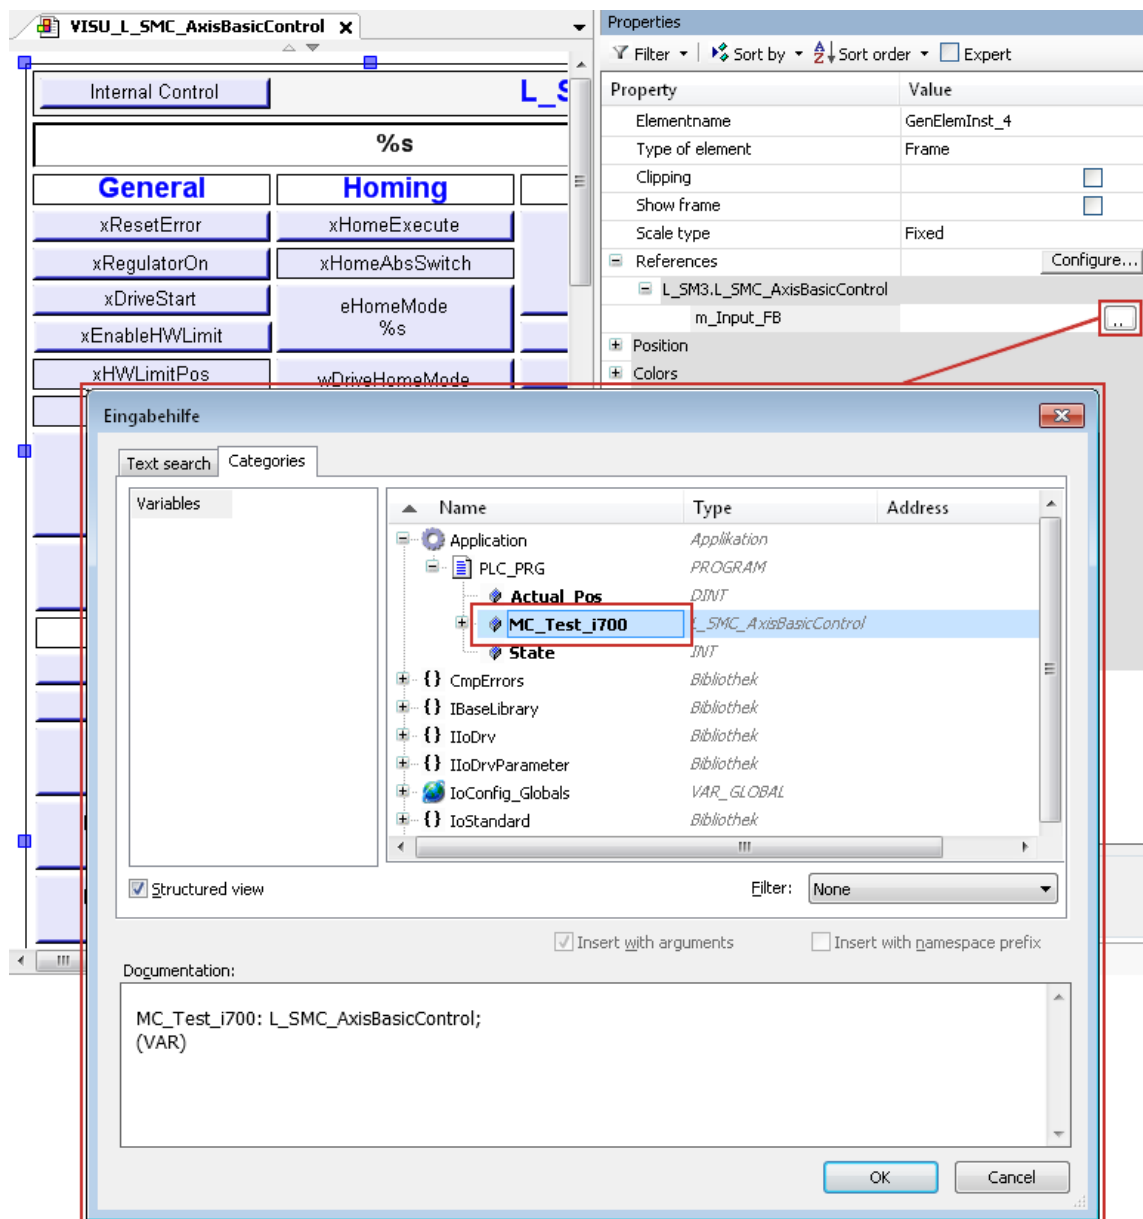 VISU_L_SMC_AxisBasicControl X
Internal Control
L_S
%s
General Homing
xResetError xHomeExecute
xRegulatorOn xHomeAbsSwitch
xDriveStart eHomeMode
%s
xEnableHWLimit
xHWLimitPos wDriveHomeMode
Properties
Filter Sort by Sort order Expert
Property Value
Elementname GenElemInst_4
Type of element Frame
Clipping
Show frame
Scale type Fixed
References Configure...
L_SM3.L_SMC_AxisBasicControl
m_Input_FB ..
Position
Colors
Eingabehilfe
Text search Categories
Variables
Name Type Address
Application Applikation
PLC_PRG PROGRAM
Actual_Pos DINT
MC_Test_i700 L_SMC_AxisBasicControl
State INT
CmpErrors Bibliothek
IBaseLibrary Bibliothek
IIoDrv Bibliothek
IIoDrvParameter Bibliothek
IoConfig_Globals VAR_GLOBAL
IoStandard Bibliothek
Structured view Filter: None
Insert with arguments Insert with namespace prefix
Documentation:
MC_Test_i700: L_SMC_AxisBasicControl;
(VAR)
OK Cancel